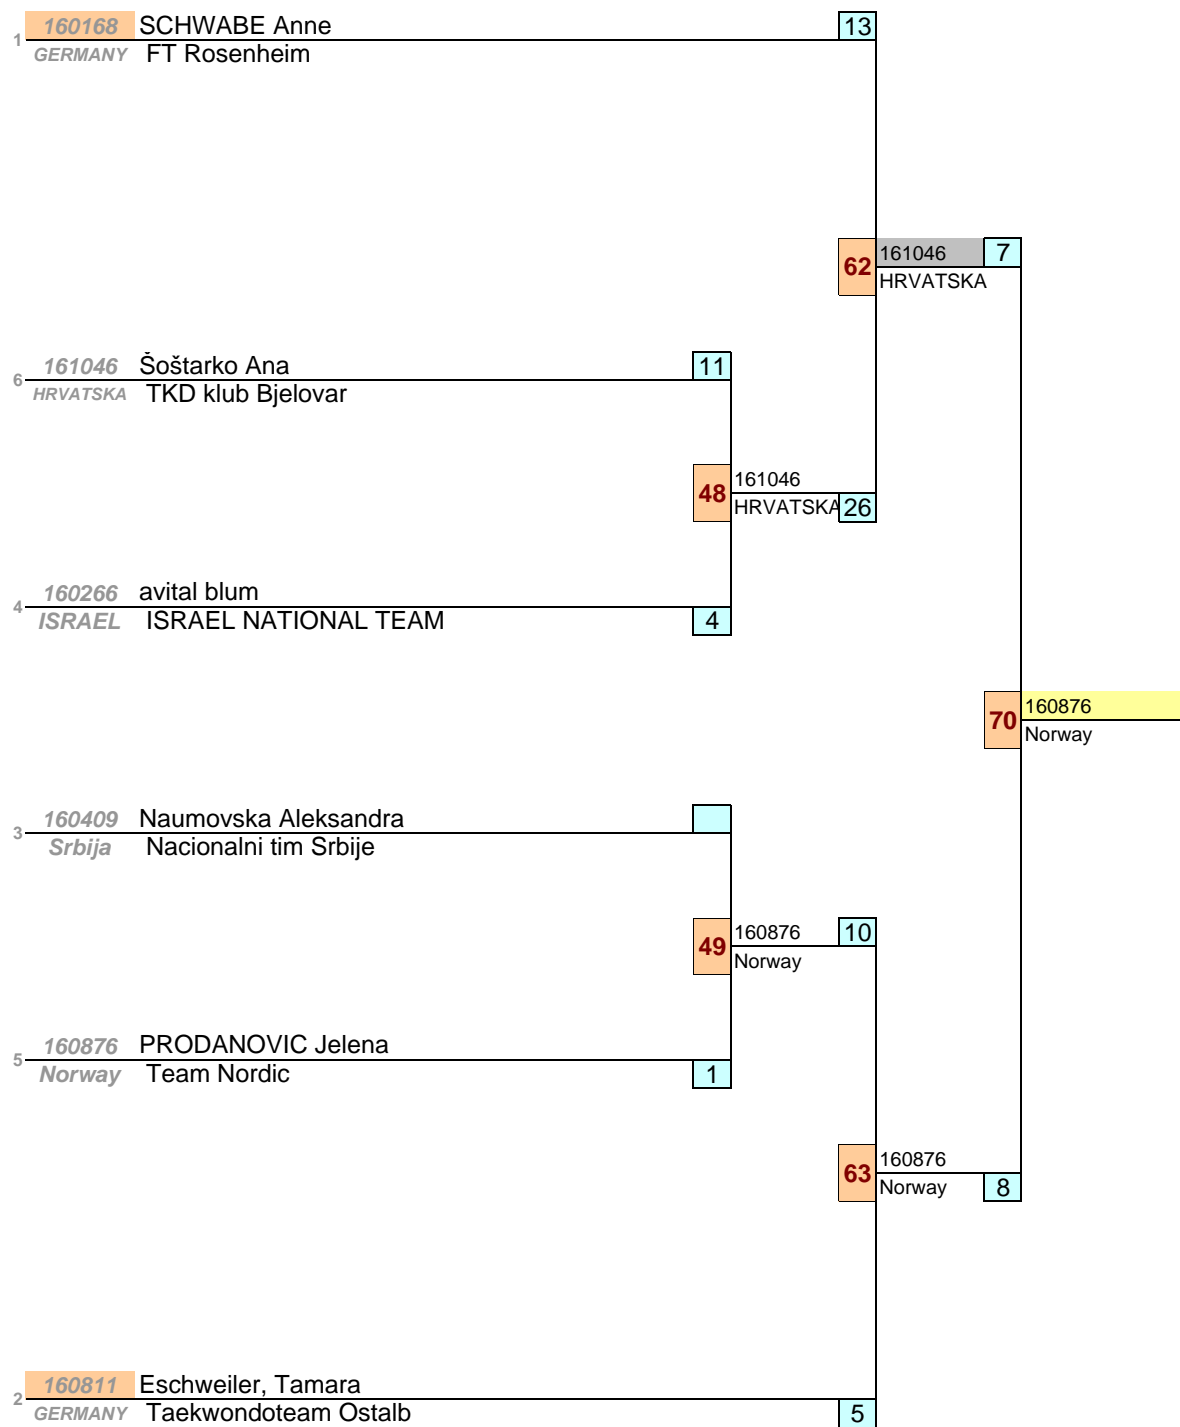 160168 SCHWABE Anne 13
1
GERMANY FT Rosenheim
62 161046 7
HRVATSKA
161046 Šoštarko Ana 11
6
HRVATSKA TKD klub Bjelovar
48 161046
HRVATSKA 26
160266 avital blum
4
ISRAEL ISRAEL NATIONAL TEAM 4
70 160876
Norway
160409 Naumovska Aleksandra
3
Srbija Nacionalni tim Srbije
49 160876 10
Norway
160876 PRODANOVIC Jelena
5
Norway Team Nordic 1
63 160876
Norway 8
160811 Eschweiler, Tamara
2
GERMANY Taekwondoteam Ostalb 5